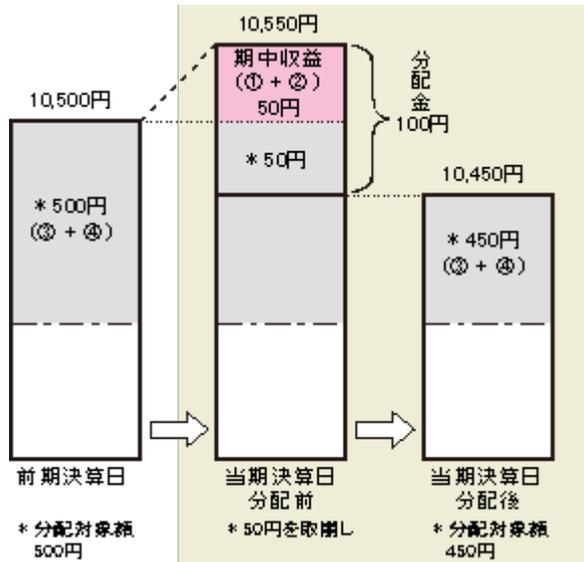 10,550円
期中収益
(① + ②)
50円
分配金
100円
10,500円
*50円
10,450円
*500円
(③ + ④)
*450円
(③ + ④)
前期決算日
当期決算日
分配前
当期決算日
分配後
*分配対象額
500円
*50円を取崩し
*分配対象額
450円